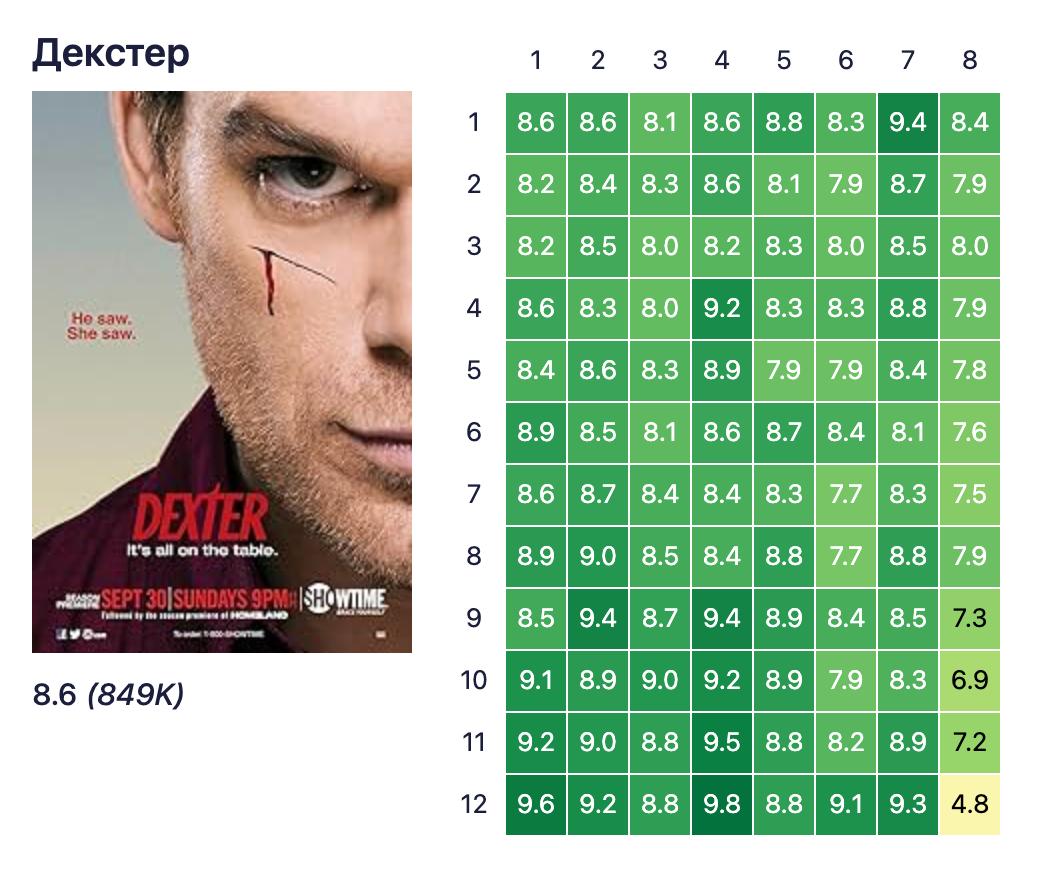 Декстер
He saw.
She saw.
DEXTER
It's all on the table.
SEASON
PREMIERE SEPT 30 SUNDAYS 9PM SHOWTIME
Followed by the season premiere of HOMELAND
To order 1-800-SHOWTIME
8.6 (849K)
1 2 3 4 5 6 7 8
1 8.6 8.6 8.1 8.6 8.8 8.3 9.4 8.4
2 8.2 8.4 8.3 8.6 8.1 7.9 8.7 7.9
3 8.2 8.5 8.0 8.2 8.3 8.0 8.5 8.0
4 8.6 8.3 8.0 9.2 8.3 8.3 8.8 7.9
5 8.4 8.6 8.3 8.9 7.9 7.9 8.4 7.8
6 8.9 8.5 8.1 8.6 8.7 8.4 8.1 7.6
7 8.6 8.7 8.4 8.4 8.3 7.7 8.3 7.5
8 8.9 9.0 8.5 8.4 8.8 7.7 8.8 7.9
9 8.5 9.4 8.7 9.4 8.9 8.4 8.5 7.3
10 9.1 8.9 9.0 9.2 8.9 7.9 8.3 6.9
11 9.2 9.0 8.8 9.5 8.8 8.2 8.9 7.2
12 9.6 9.2 8.8 9.8 8.8 9.1 9.3 4.8